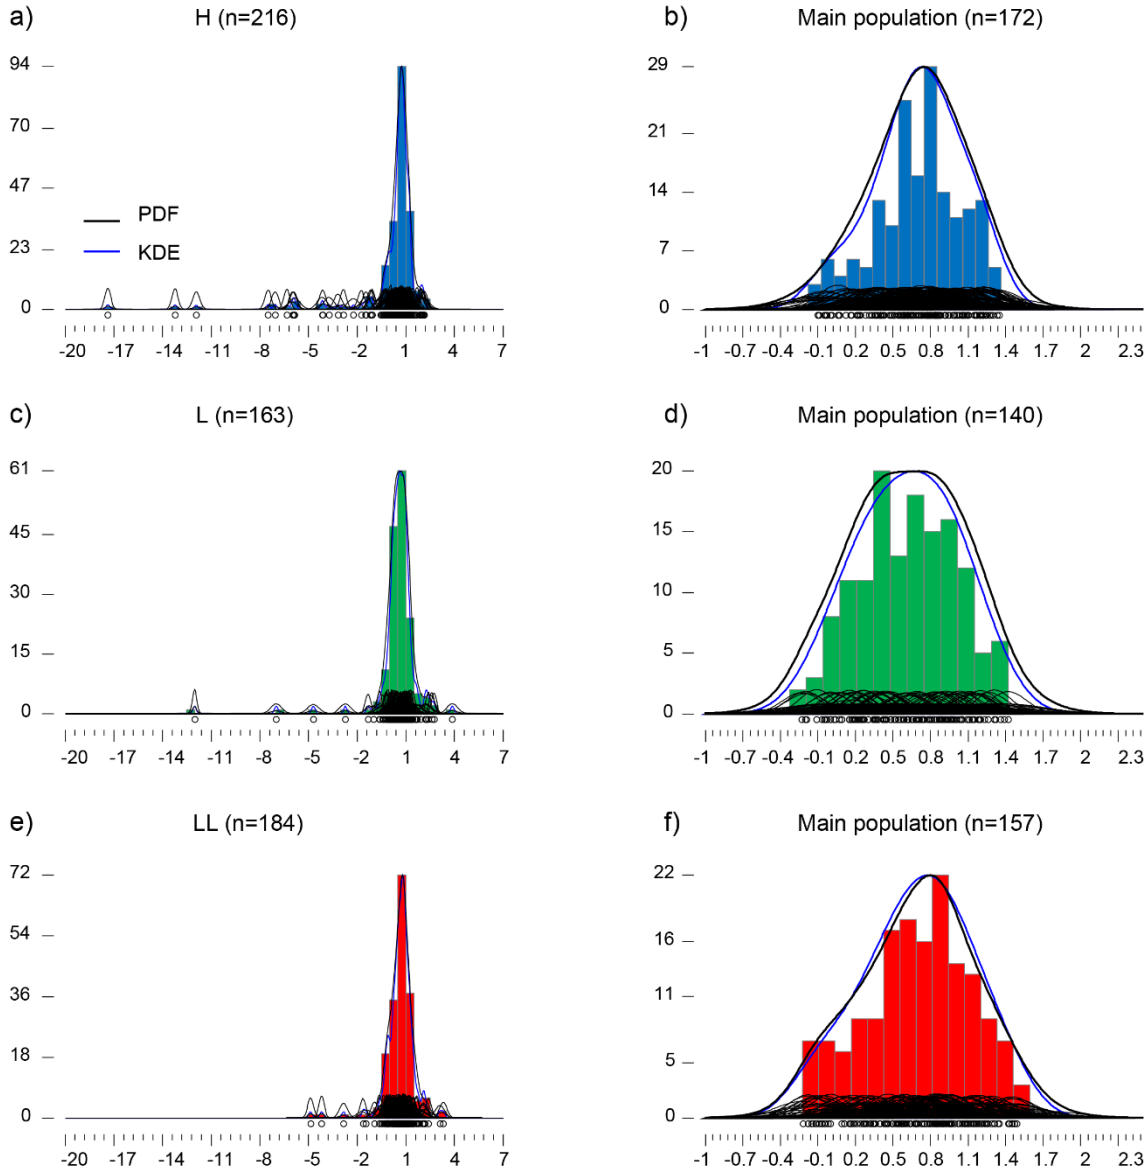 a) H (n=216)
94
70
47
23
0
PDF
KDE
-20 -17 -14 -11 -8 -5 -2 1 4 7
b) Main population (n=172)
29
21
14
7
0
-1 -0.7 -0.4 -0.1 0.2 0.5 0.8 1.1 1.4 1.7 2 2.3
c) L (n=163)
61
45
30
15
0
-20 -17 -14 -11 -8 -5 -2 1 4 7
d) Main population (n=140)
20
15
10
5
0
-1 -0.7 -0.4 -0.1 0.2 0.5 0.8 1.1 1.4 1.7 2 2.3
e) LL (n=184)
72
54
36
18
0
-20 -17 -14 -11 -8 -5 -2 1 4 7
f) Main population (n=157)
22
16
11
5
0
-1 -0.7 -0.4 -0.1 0.2 0.5 0.8 1.1 1.4 1.7 2 2.3